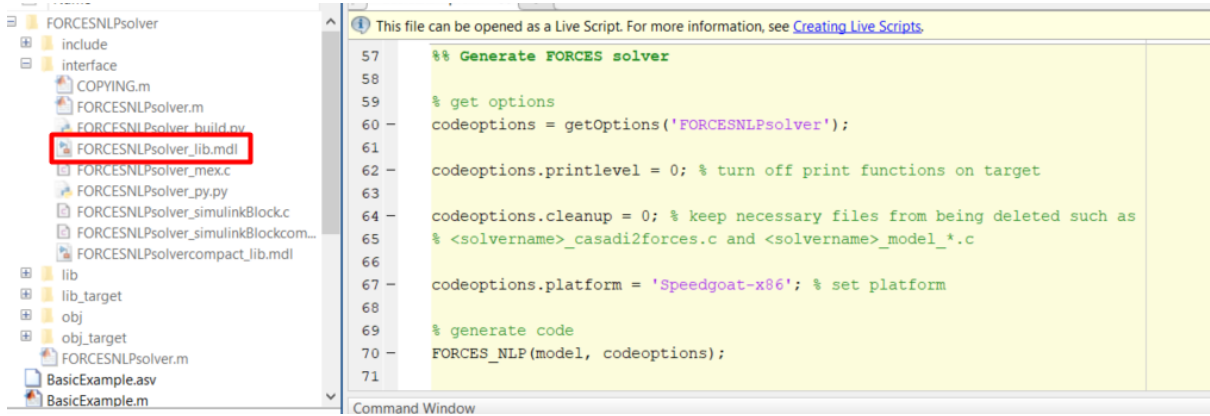 FORCESNLPsolver
include
interface
COPYING.m
FORCESNLPsolver.m
FORCESNLPsolver_build.py
FORCESNLPsolver_lib.mdl
FORCESNLPsolver_mex.c
FORCESNLPsolver_py.py
FORCESNLPsolver_simulinkBlock.c
FORCESNLPsolver_simulinkBlockcom...
FORCESNLPsolvercompact_lib.mdl
lib
lib_target
obj
obj_target
FORCESNLPsolver.m
BasicExample.asv
BasicExample.m
This file can be opened as a Live Script. For more information, see Creating Live Scripts.
57 %% Generate FORCES solver
58
59 % get options
60 – codeoptions = getOptions('FORCESNLPsolver');
61
62 – codeoptions.printlevel = 0; % turn off print functions on target
63
64 – codeoptions.cleanup = 0; % keep necessary files from being deleted such as
65 % <solvername>_casadi2forces.c and <solvername>_model_*.c
66
67 – codeoptions.platform = 'Speedgoat-x86'; % set platform
68
69 % generate code
70 – FORCES_NLP(model, codeoptions);
71
Command Window